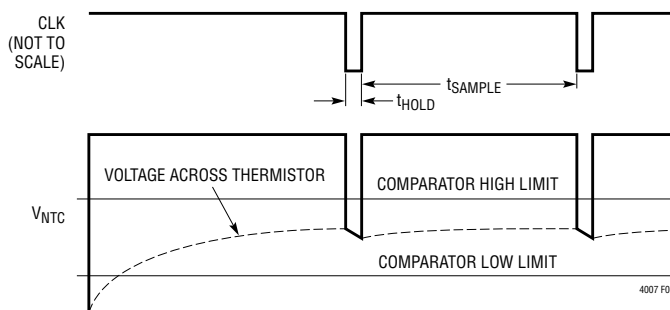 CLK
(NOT TO
SCALE)
tSAMPLE
tHOLD
VOLTAGE ACROSS THERMISTOR
COMPARATOR HIGH LIMIT
VNTC
COMPARATOR LOW LIMIT
4007 F0